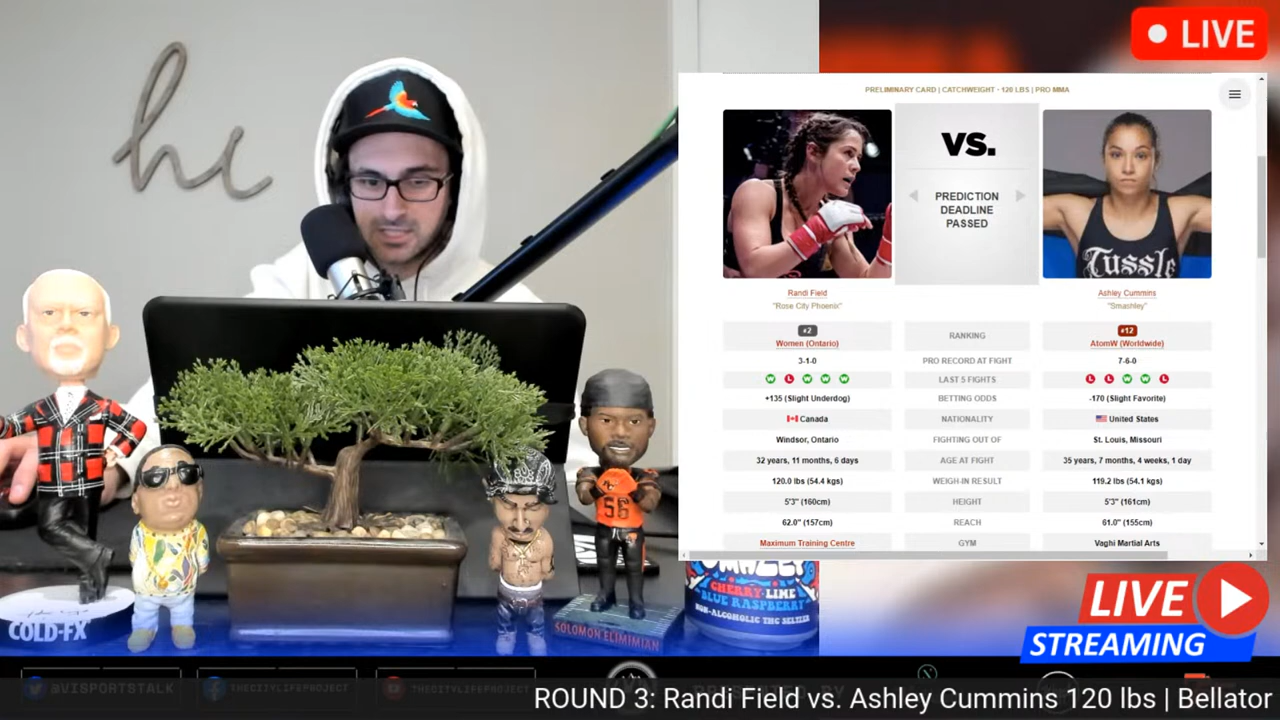 hi
LIVE
PRELIMINARY CARD | CATCHWEIGHT · 120 LBS | PRO MMA
VS.
PREDICTION
DEADLINE
PASSED
Tussle
Randi Field
"Rose City Phoenix"
Ashley Cummins
"Smashley"
#2 RANKING #12
Women (Ontario) AtomW (Worldwide)
3-1-0 PRO RECORD AT FIGHT 7-6-0
W L W W W LAST 5 FIGHTS L L W W L
+135 (Slight Underdog) BETTING ODDS -170 (Slight Favorite)
Canada NATIONALITY United States
Windsor, Ontario FIGHTING OUT OF St. Louis, Missouri
32 years, 11 months, 6 days AGE AT FIGHT 35 years, 7 months, 4 weeks, 1 day
120.0 lbs (54.4 kgs) WEIGH-IN RESULT 119.2 lbs (54.1 kgs)
5'3" (160cm) HEIGHT 5'3" (161cm)
62.0" (157cm) REACH 61.0" (155cm)
Maximum Training Centre GYM Vaghi Martial Arts
56
CHERRY-LIME
BLUE RASPBERRY
NON-ALCOHOLIC THC SELTZER
COLD-FX
SOLOMON ELIMIMIAN
LIVE
STREAMING
@VISPORTSTALK
THECITYLIFEPROJECT
THECITYLIFEPROJECT
PRESENTED BY
ROUND 3: Randi Field vs. Ashley Cummins 120 lbs | Bellator